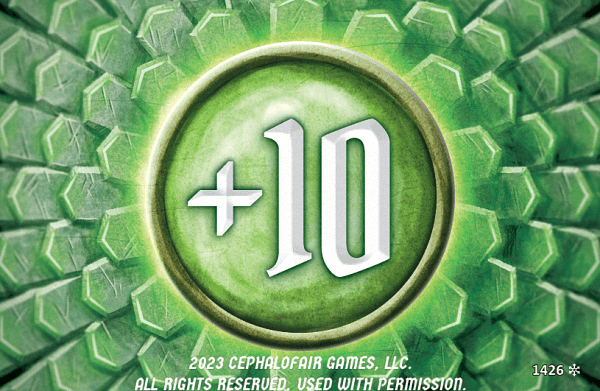 +10
2023 CEPHALOFAIR GAMES, LLC.
ALL RIGHTS RESERVED, USED WITH PERMISSION.
1426 ✻